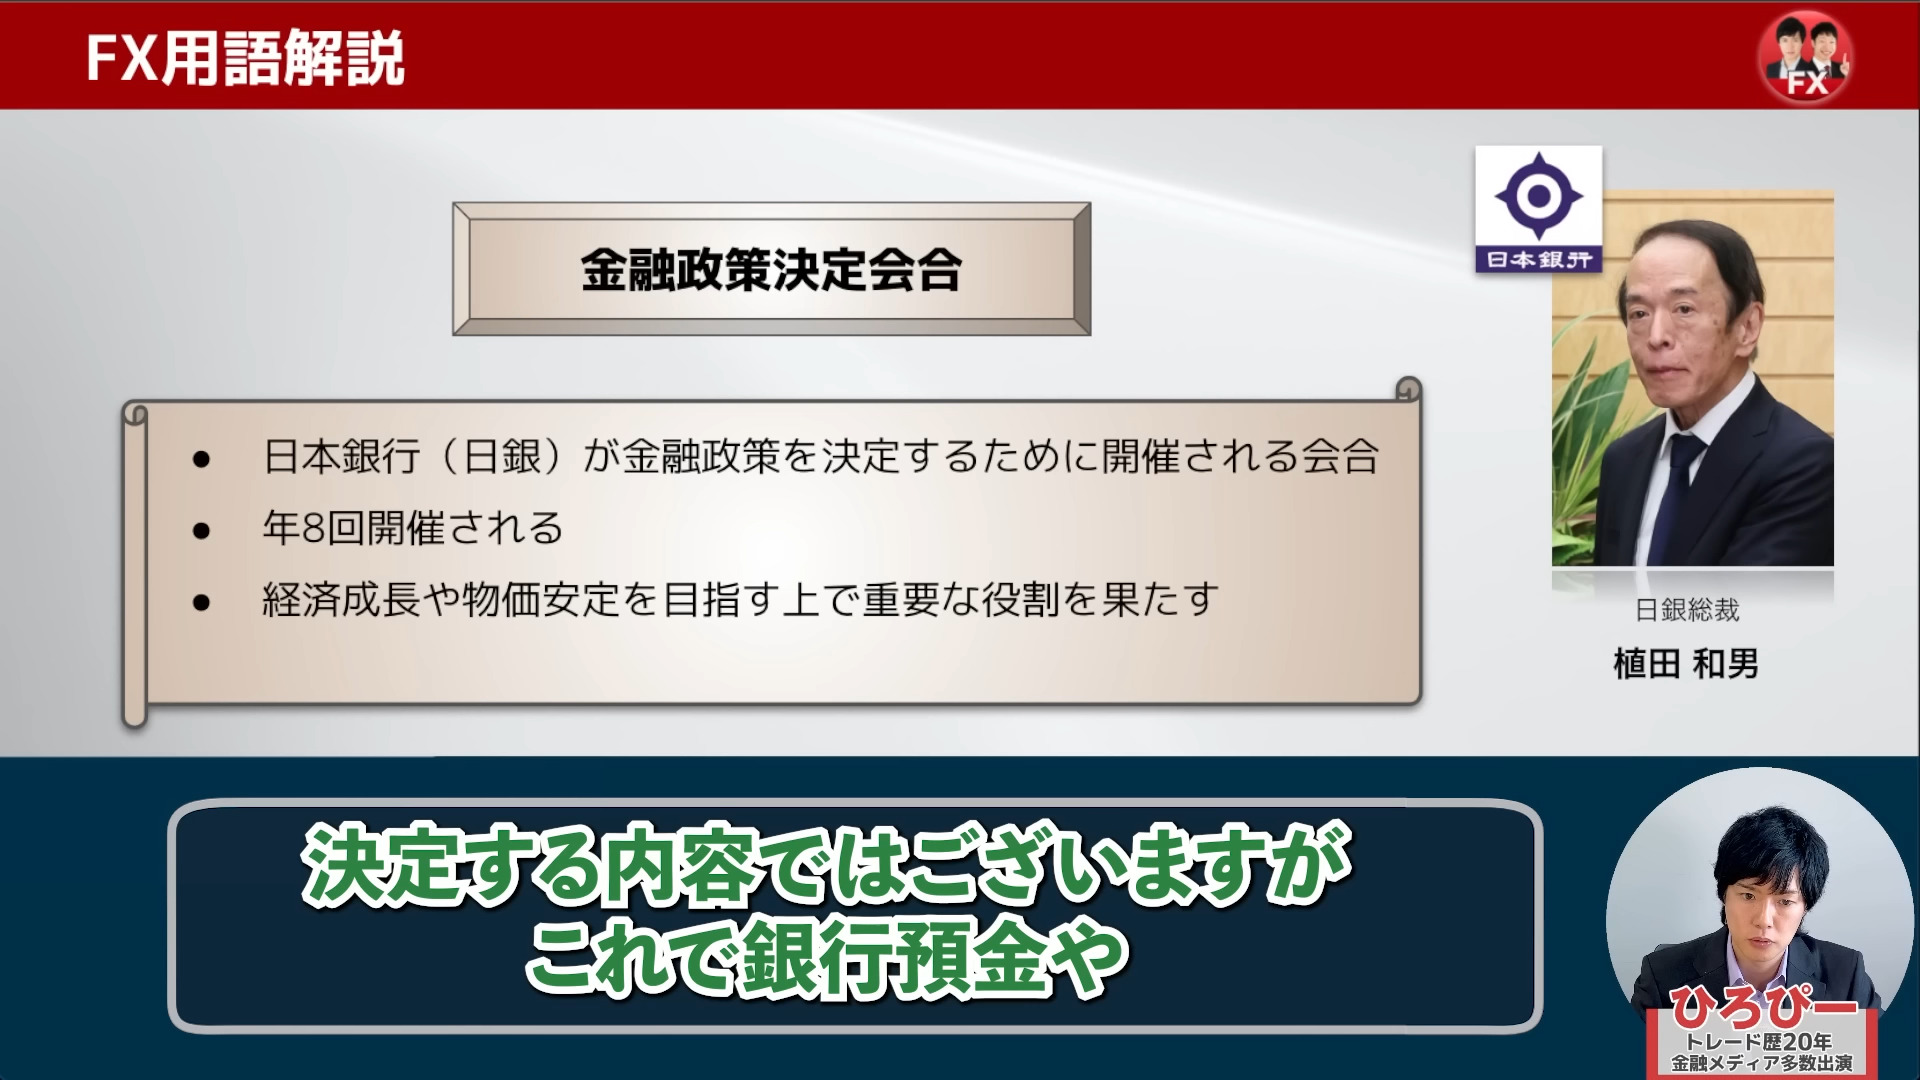 FX用語解説
FX
金融政策決定会合
日本銀行
● 日本銀行（日銀）が金融政策を決定するために開催される会合
● 年8回開催される
● 経済成長や物価安定を目指す上で重要な役割を果たす
日銀総裁
植田 和男
決定する内容ではございますが
これで銀行預金や
ひろぴー
トレード歴20年
金融メディア多数出演